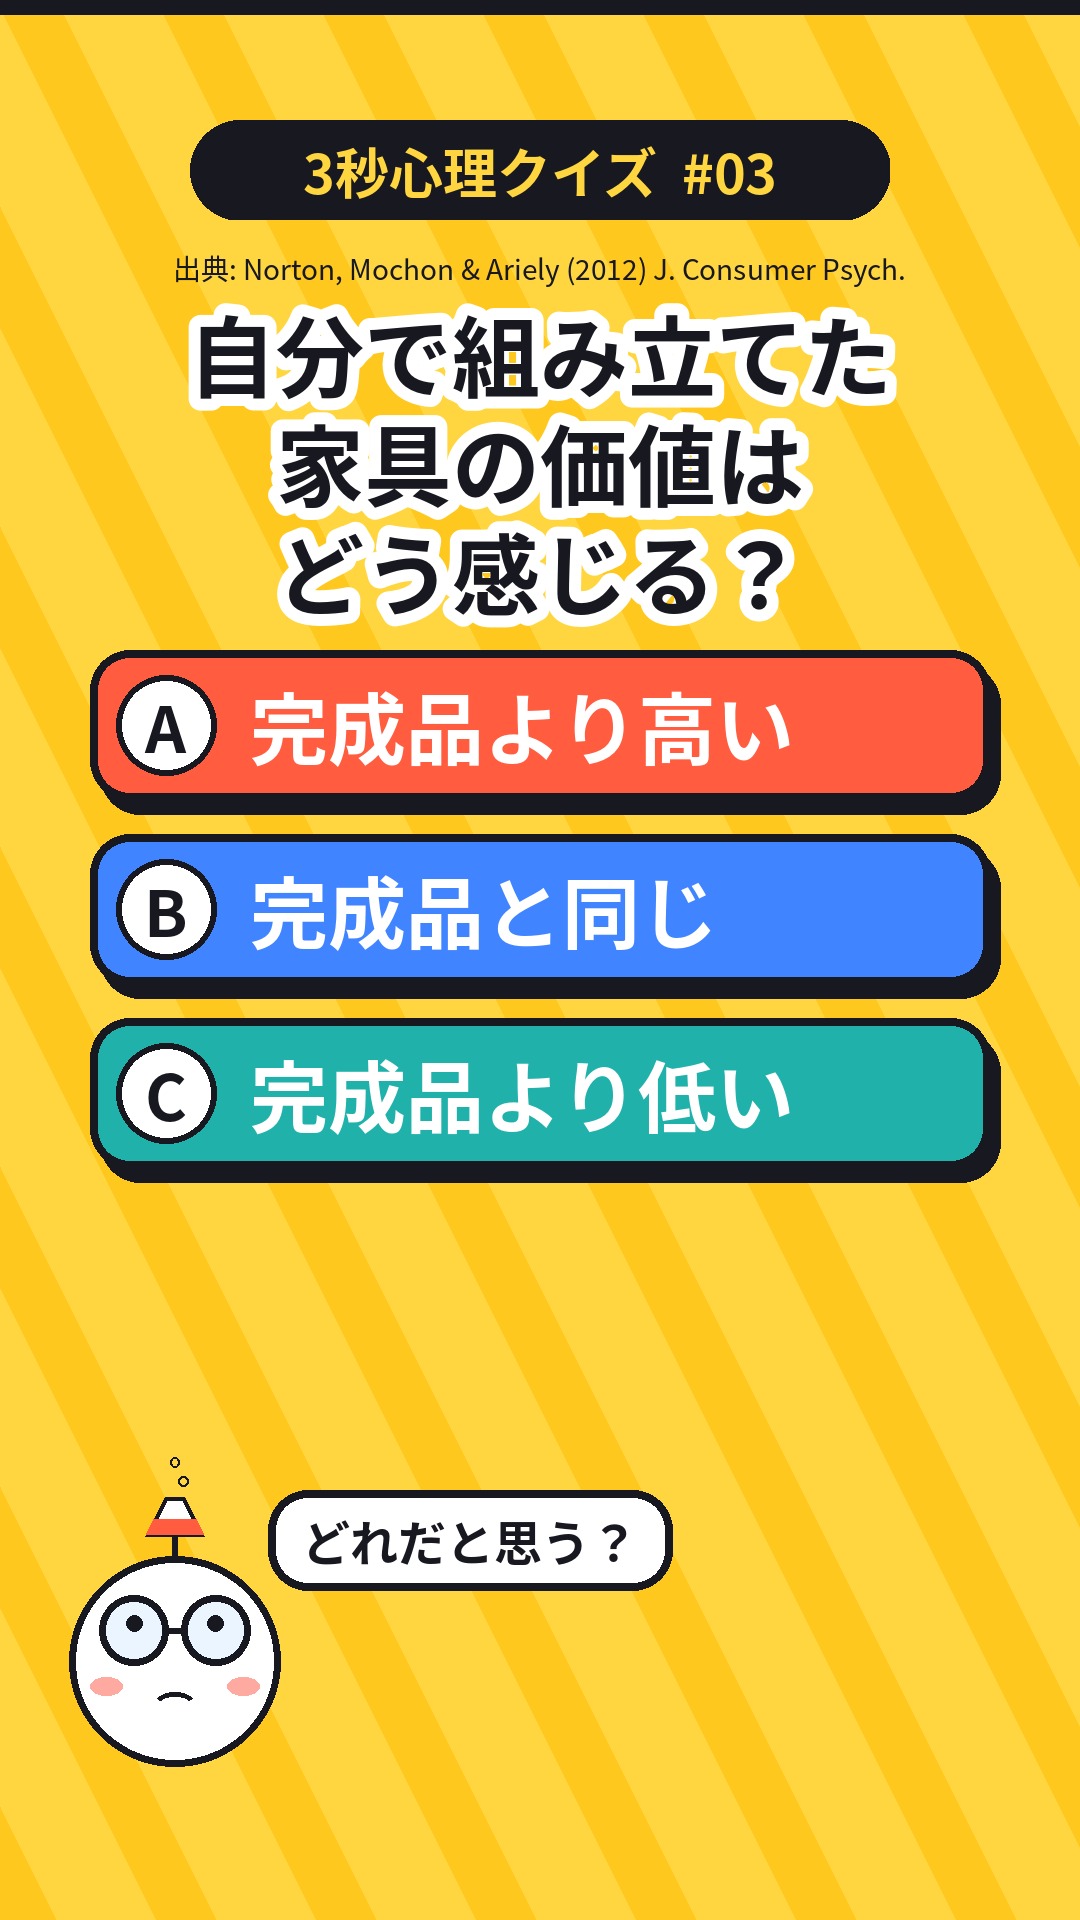 3秒心理クイズ #03
出典: Norton, Mochon & Ariely (2012) J. Consumer Psych.
自分で組み立てた
家具の価値は
どう感じる？
A 完成品より高い
B 完成品と同じ
C 完成品より低い
どれだと思う？